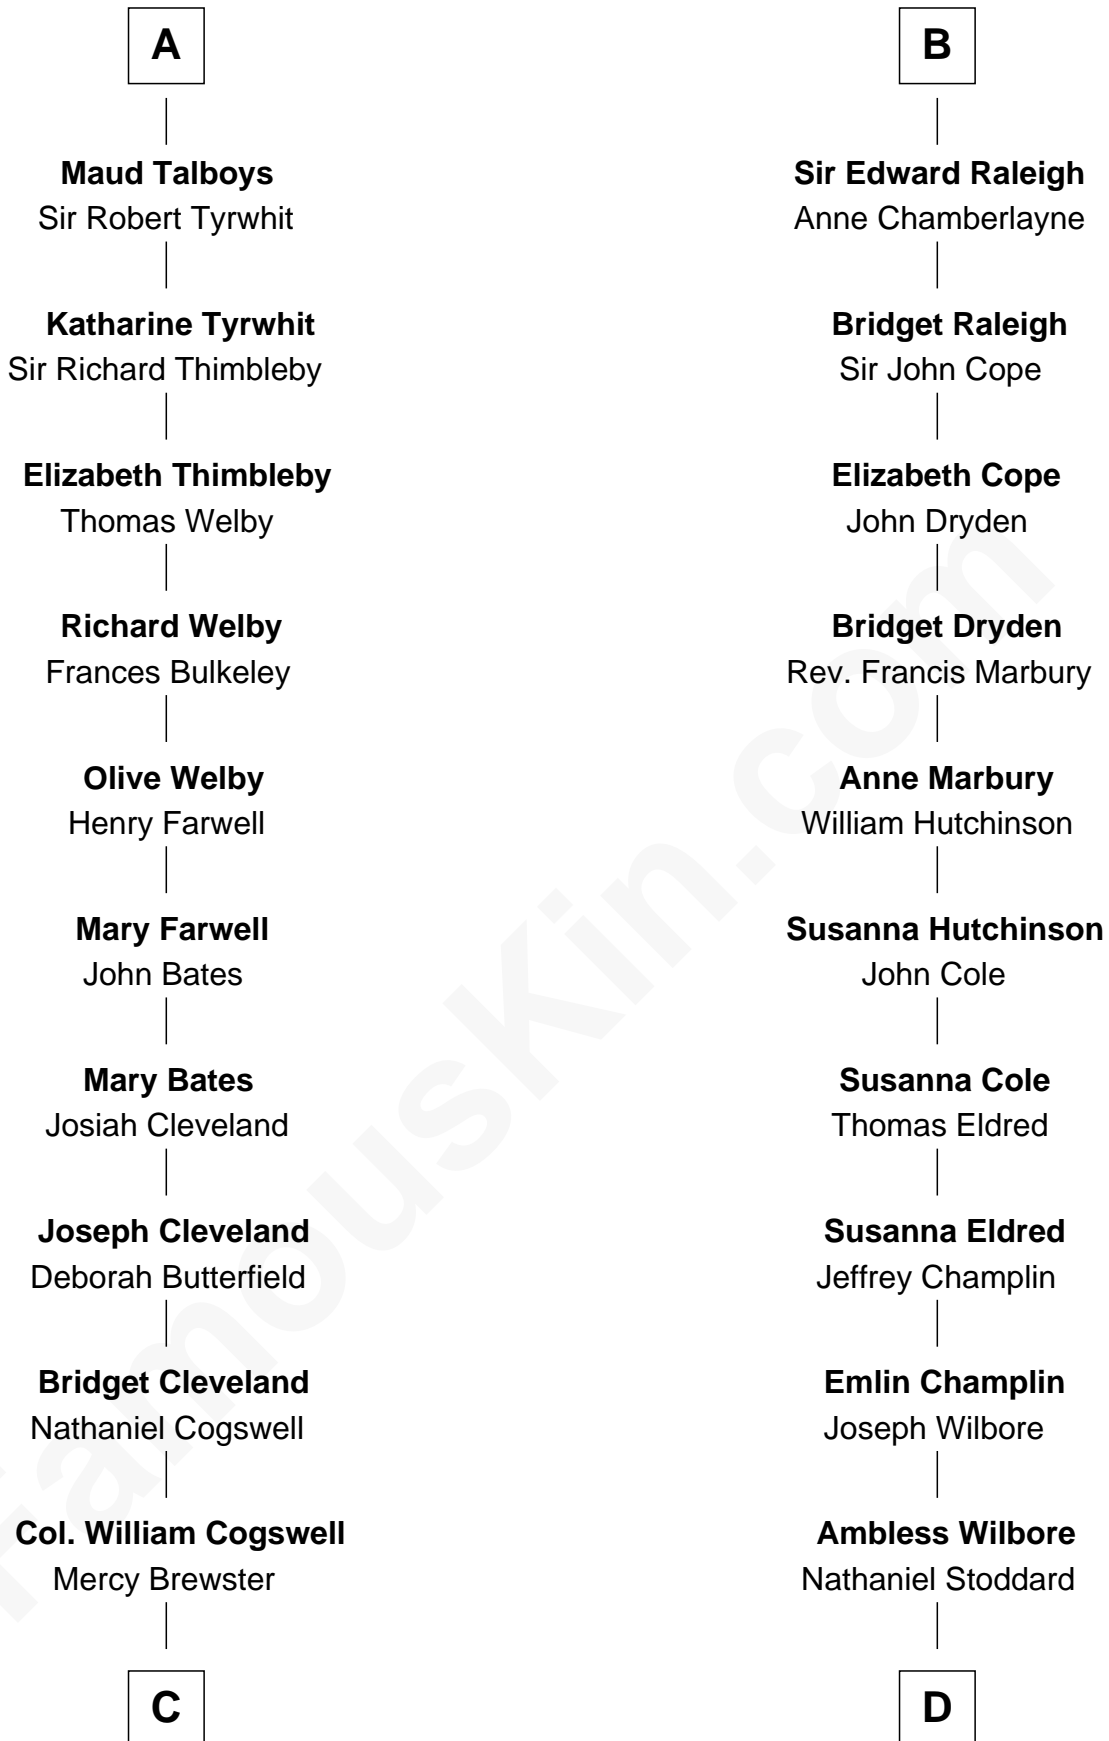 A
Maud Talboys
Sir Robert Tyrwhit
Katharine Tyrwhit
Sir Richard Thimbleby
Elizabeth Thimbleby
Thomas Welby
Richard Welby
Frances Bulkeley
Olive Welby
Henry Farwell
Mary Farwell
John Bates
Mary Bates
Josiah Cleveland
Joseph Cleveland
Deborah Butterfield
Bridget Cleveland
Nathaniel Cogswell
Col. William Cogswell
Mercy Brewster
C
B
Sir Edward Raleigh
Anne Chamberlayne
Bridget Raleigh
Sir John Cope
Elizabeth Cope
John Dryden
Bridget Dryden
Rev. Francis Marbury
Anne Marbury
William Hutchinson
Susanna Hutchinson
John Cole
Susanna Cole
Thomas Eldred
Susanna Eldred
Jeffrey Champlin
Emlin Champlin
Joseph Wilbore
Ambless Wilbore
Nathaniel Stoddard
D
FamousKin.com